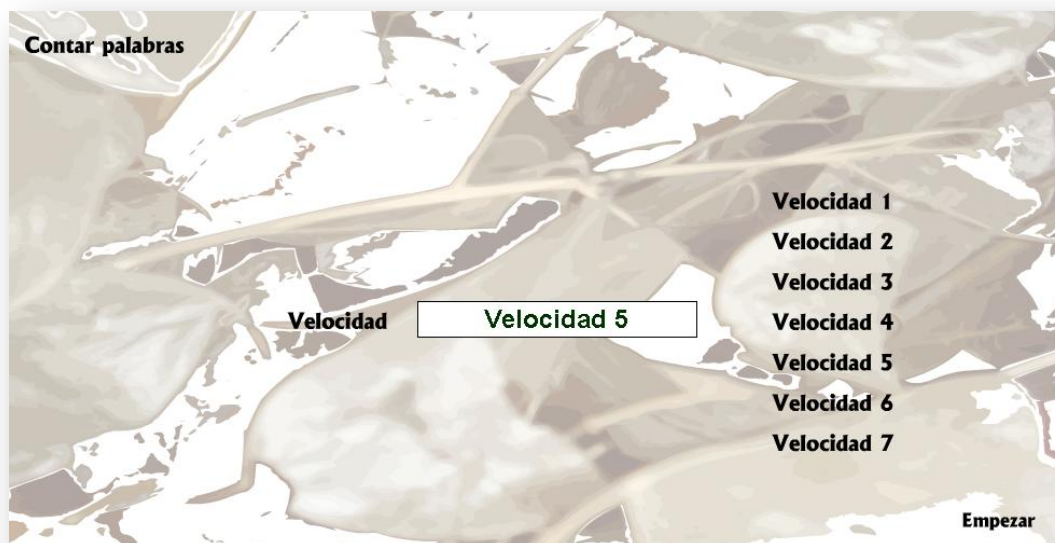 Contar palabras
Velocidad 1
Velocidad 2
Velocidad 3
Velocidad Velocidad 5 Velocidad 4
Velocidad 5
Velocidad 6
Velocidad 7
Empezar